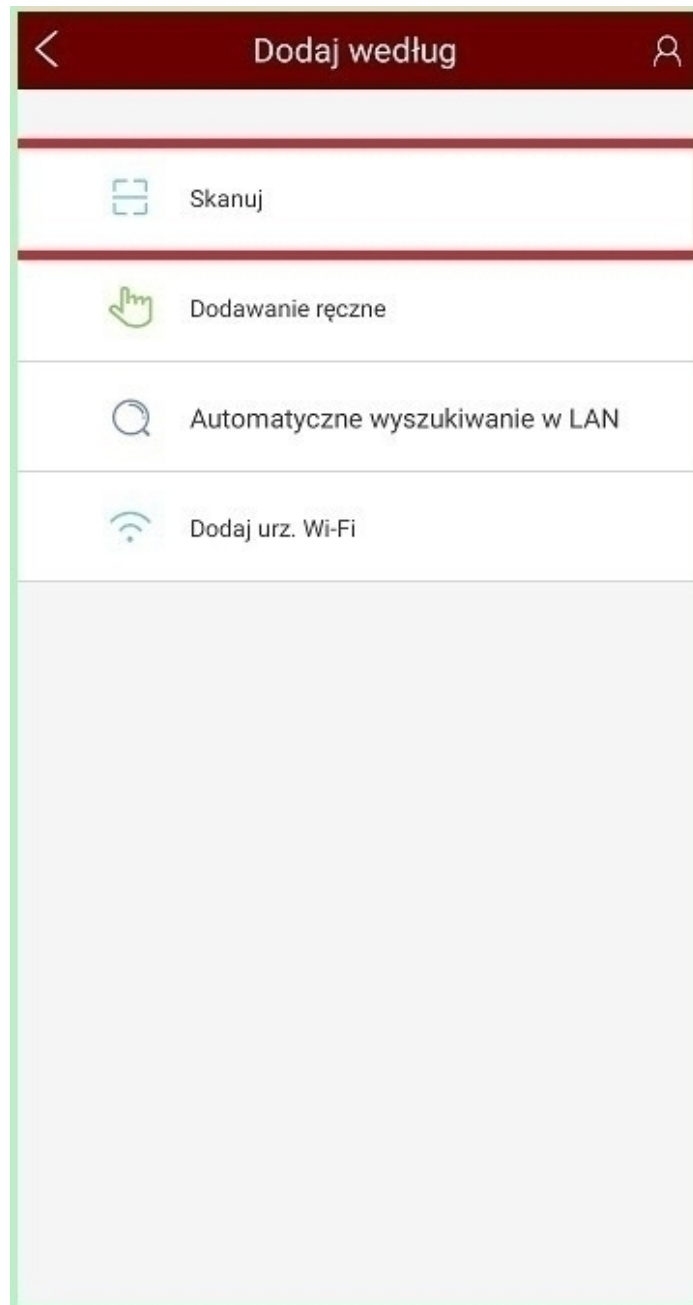 Dodaj według
Skanuj
Dodawanie ręczne
Automatyczne wyszukiwanie w LAN
Dodaj urz. Wi-Fi